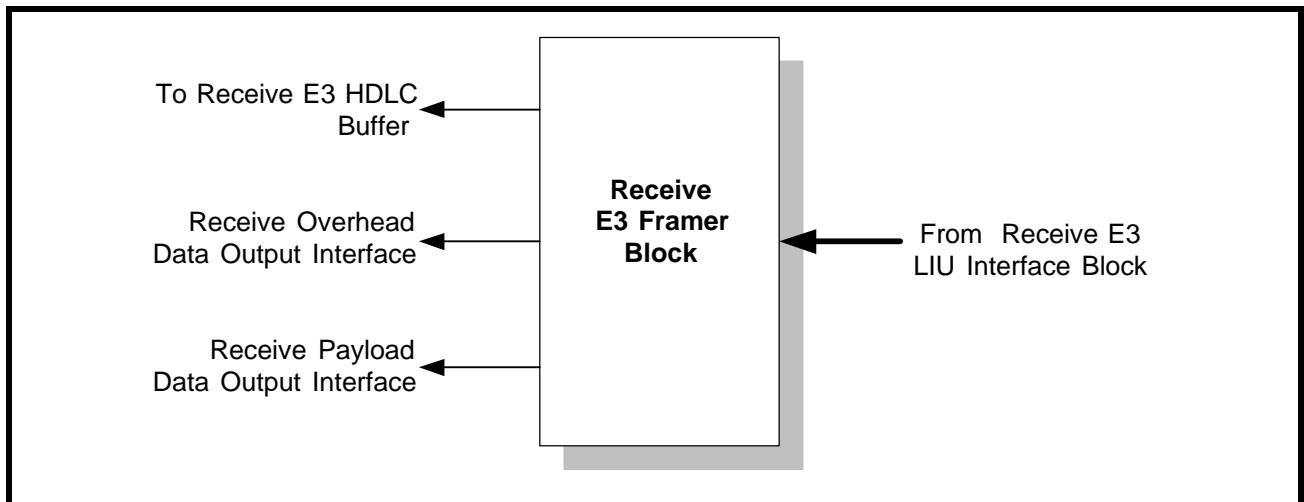 To Receive E3 HDLC
Buffer
Receive Overhead
Data Output Interface
Receive Payload
Data Output Interface
Receive
E3 Framer
Block
From Receive E3
LIU Interface Block